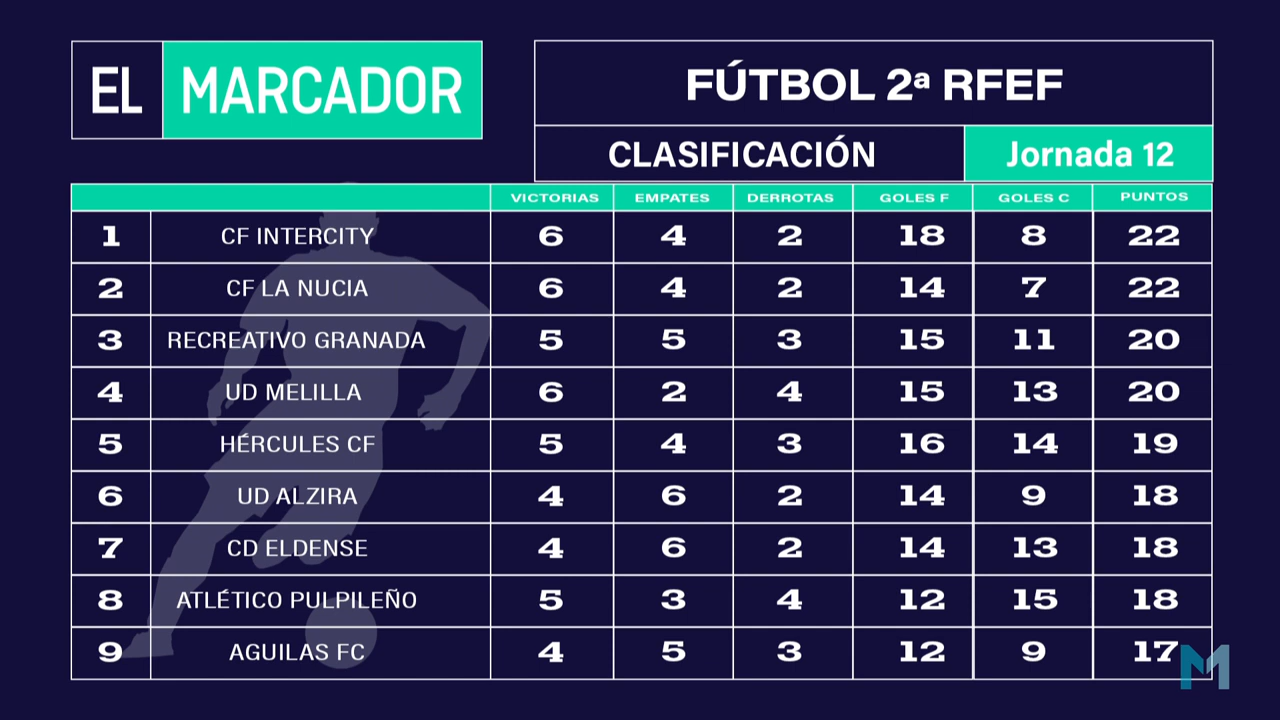 EL MARCADOR
FÚTBOL 2ª RFEF
CLASIFICACIÓN Jornada 12
VICTORIAS EMPATES DERROTAS GOLES F GOLES C PUNTOS
1 CF INTERCITY 6 4 2 18 8 22
2 CF LA NUCIA 6 4 2 14 7 22
3 RECREATIVO GRANADA 5 5 3 15 11 20
4 UD MELILLA 6 2 4 15 13 20
5 HÉRCULES CF 5 4 3 16 14 19
6 UD ALZIRA 4 6 2 14 9 18
7 CD ELDENSE 4 6 2 14 13 18
8 ATLÉTICO PULPILEÑO 5 3 4 12 15 18
9 AGUILAS FC 4 5 3 12 9 17
M